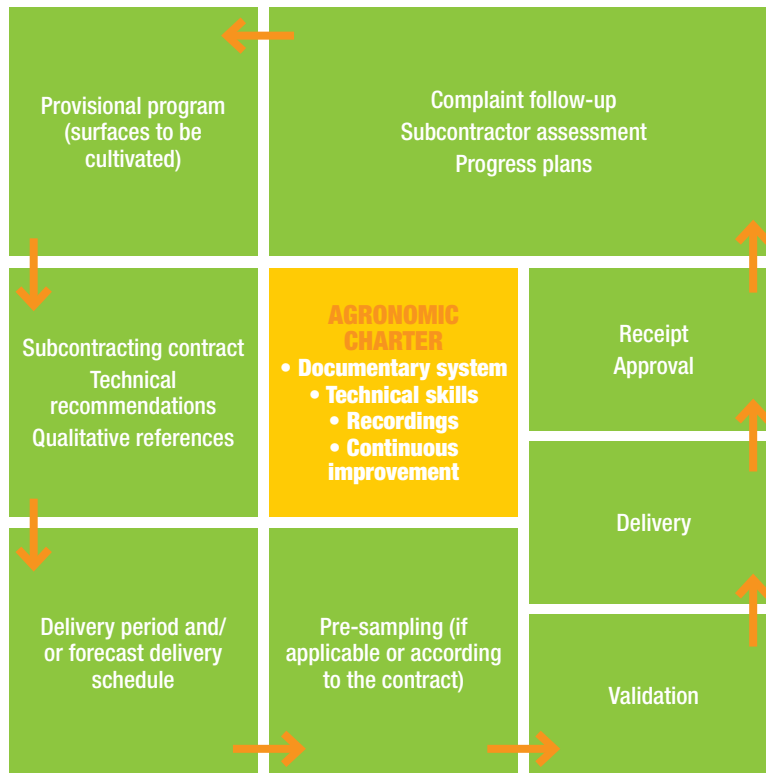 Provisional program
(surfaces to be
cultivated)
Complaint follow-up
Subcontractor assessment
Progress plans
Subcontracting contract
Technical
recommendations
Qualitative references
AGRONOMIC
CHARTER
• Documentary system
• Technical skills
• Recordings
• Continuous
improvement
Receipt
Approval
Delivery
Delivery period and/
or forecast delivery
schedule
Pre-sampling (if
applicable or according
to the contract)
Validation